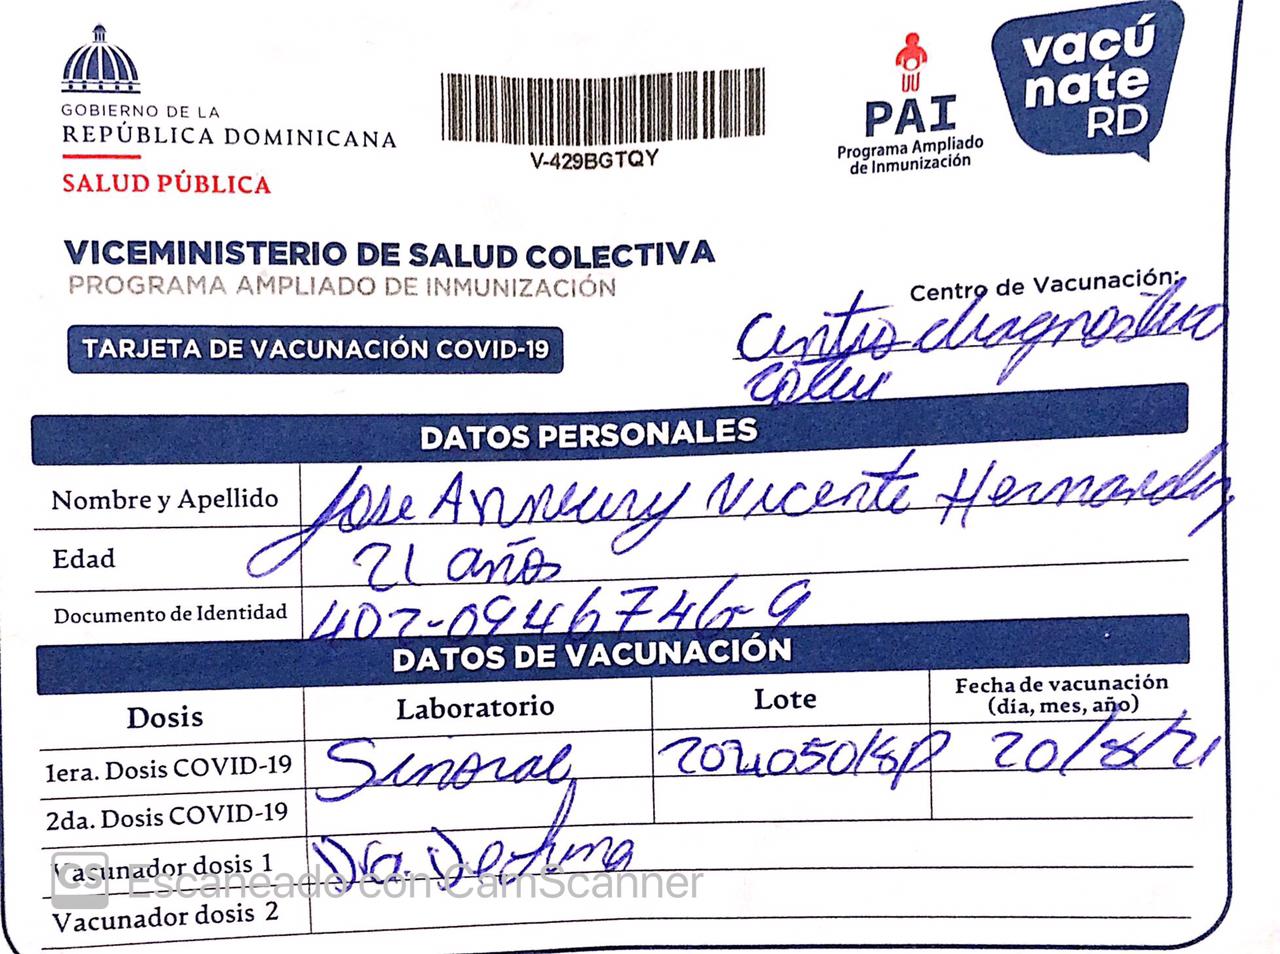 GOBIERNO DE LA
REPÚBLICA DOMINICANA
SALUD PÚBLICA
V-429BGTQY
PAI
Programa Ampliado
de Inmunización
vacú
nate
RD
VICEMINISTERIO DE SALUD COLECTIVA
PROGRAMA AMPLIADO DE INMUNIZACIÓN
Centro de Vacunación:
Centro diagnostico
TARJETA DE VACUNACIÓN COVID-19
DATOS PERSONALES
Nombre y Apellido Jose Anneury Vicente Hernandez
Edad 21 años
Documento de Identidad 402-0946746-9
DATOS DE VACUNACIÓN
Dosis Laboratorio Lote Fecha de vacunación
(día, mes, año)
1era. Dosis COVID-19 20/8/21
2da. Dosis COVID-19
Vasunador dosis 1 Dra.
CS Escaneado con CamScanner
Vacunador dosis 2